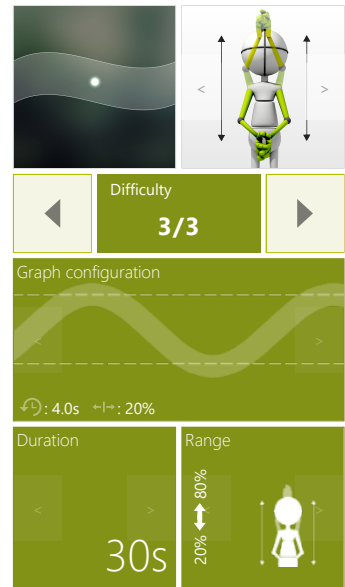 Difficulty
3/3
Graph configuration
: 4.0s : 20%
Duration
30s
Range
20% 80%